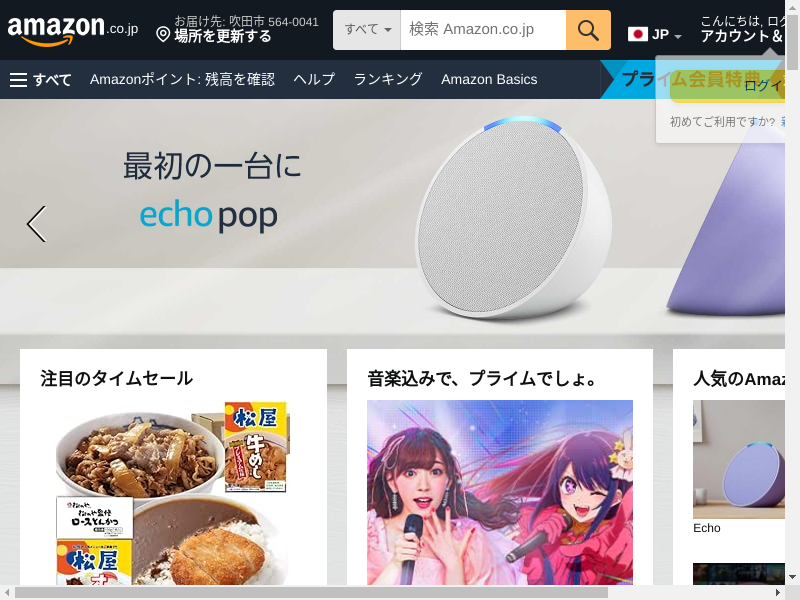 amazon.co.jp
お届け先: 吹田市 564-0041
場所を更新する
すべて
検索 Amazon.co.jp
JP
こんにちは, ログ
アカウント&
すべて
Amazonポイント: 残高を確認
ヘルプ
ランキング
Amazon Basics
プライム会員特典
ログイ
初めてご利用ですか?
最初の一台に
echo pop
注目のタイムセール
音楽込みで、プライムでしょ。
人気のAmaz
松屋
牛めし
松屋監修
ロースとんかつ
松屋
Echo